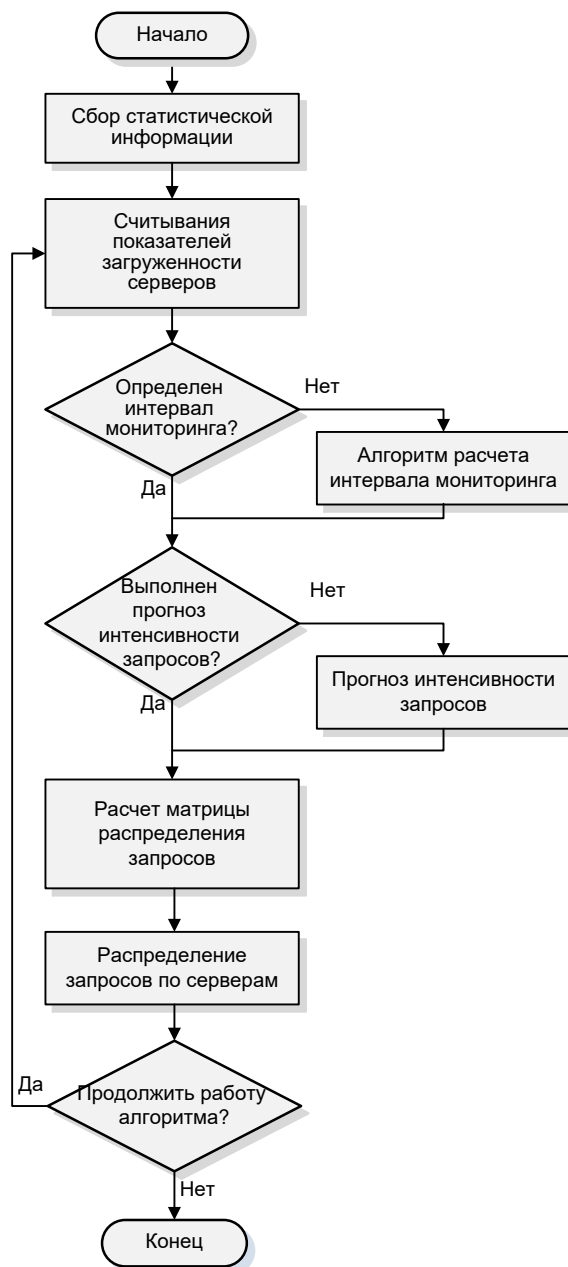 Начало
Сбор статистической
информации
Считывания
показателей
загруженности
серверов
Определен
интервал
мониторинга?
Нет
Алгоритм расчета
интервала мониторинга
Да
Выполнен
прогноз
интенсивности
запросов?
Нет
Прогноз интенсивности
запросов
Да
Расчет матрицы
распределения
запросов
Распределение
запросов по серверам
Да
Продолжить работу
алгоритма?
Нет
Конец